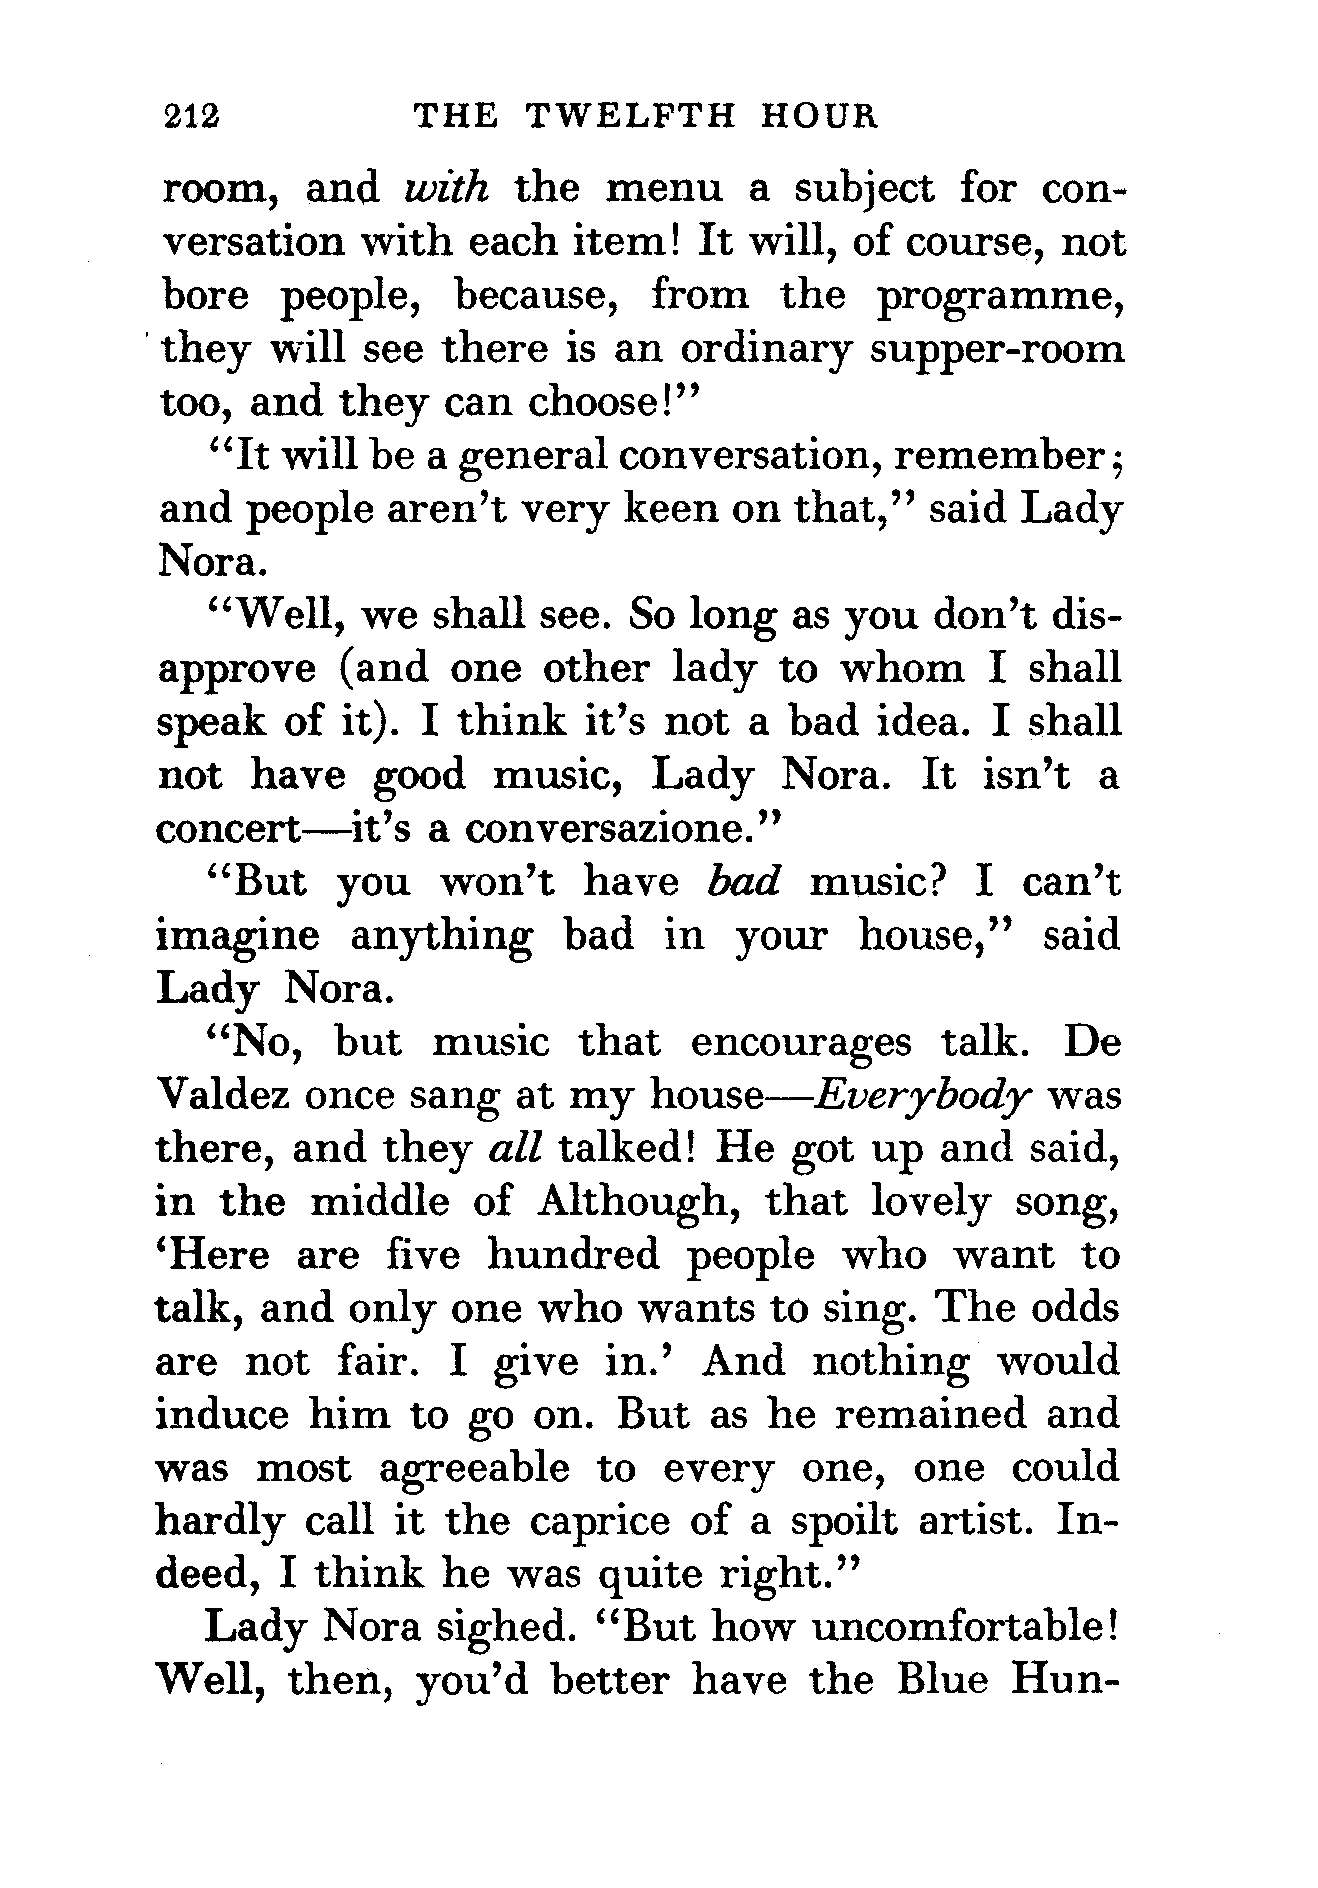 212 THE TWELFTH HOUR
room, and with the menu a subject for con-
versation with each item! It will, of course, not
bore people, because, from the programme,
they will see there is an ordinary supper-room
too, and they can choose!”
“It will be a general conversation, remember;
and people aren’t very keen on that,” said Lady
Nora.
“Well, we shall see. So long as you don’t dis-
approve (and one other lady to whom I shall
speak of it). I think it’s not a bad idea. I shall
not have good music, Lady Nora. It isn’t a
concert—it’s a conversazione.”
“But you won’t have bad music? I can’t
imagine anything bad in your house,” said
Lady Nora.
“No, but music that encourages talk. De
Valdez once sang at my house—Everybody was
there, and they all talked! He got up and said,
in the middle of Although, that lovely song,
‘Here are five hundred people who want to
talk, and only one who wants to sing. The odds
are not fair. I give in.’ And nothing would
induce him to go on. But as he remained and
was most agreeable to every one, one could
hardly call it the caprice of a spoilt artist. In-
deed, I think he was quite right.”
Lady Nora sighed. “But how uncomfortable!
Well, then, you’d better have the Blue Hun-